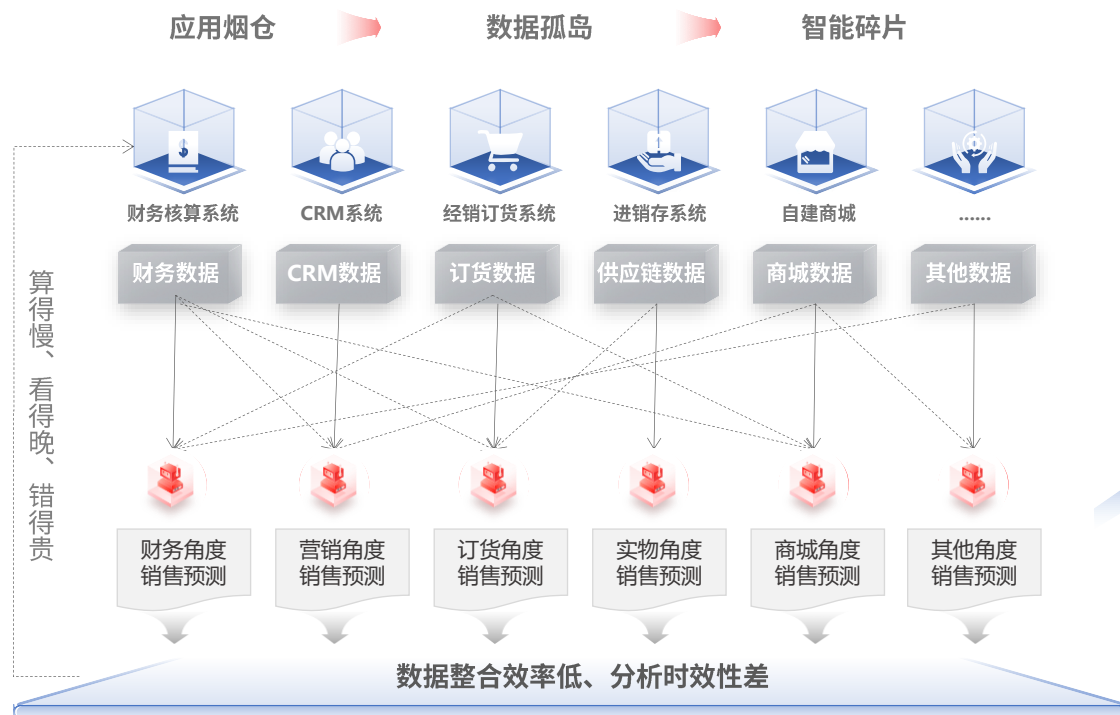 应用烟仓
数据孤岛
智能碎片
财务核算系统
CRM系统
经销订货系统
进销存系统
自建商城
......
财务数据
CRM数据
订货数据
供应链数据
商城数据
其他数据
算得慢、看得晚、错得贵
财务角度
销售预测
营销角度
销售预测
订货角度
销售预测
实物角度
销售预测
商城角度
销售预测
其他角度
销售预测
数据整合效率低、分析时效性差